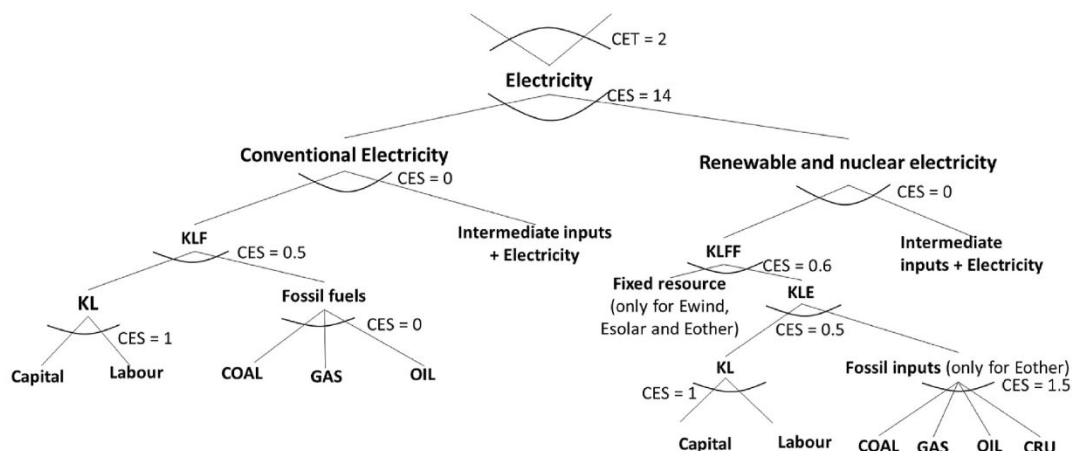 CET = 2
Electricity
CES = 14
Conventional Electricity
CES = 0
Renewable and nuclear electricity
CES = 0
KLF
CES = 0.5
Intermediate inputs
+ Electricity
KLFF
CES = 0.6
Intermediate
inputs + Electricity
KL
CES = 1
Fossil fuels
CES = 0
Fixed resource
(only for Ewind,
Esolar and Eother)
KLE
CES = 0.5
Capital
Labour
COAL
GAS
OIL
KL
CES = 1
Fossil inputs (only for Eother)
CES = 1.5
Capital
Labour
COAL
GAS
OIL
CRU